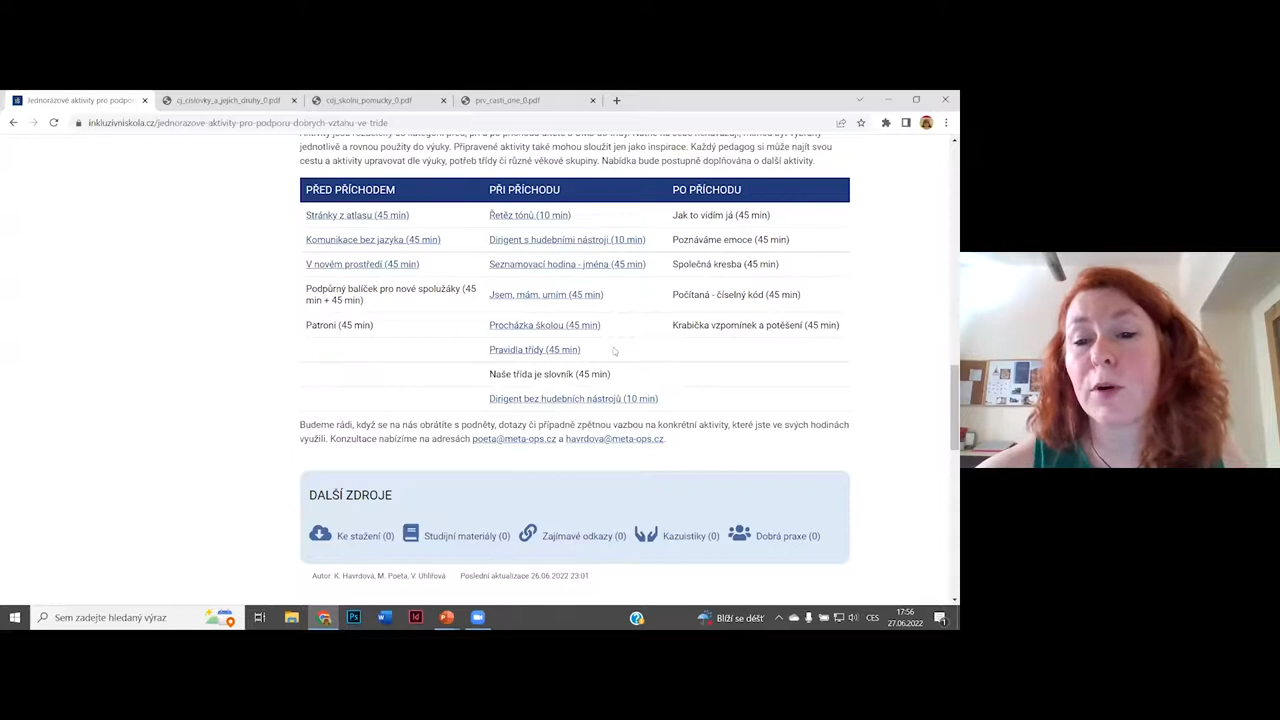 Jednorázové aktivity pro podpo
cj_cislovky_a_jejich_druhy_0.pdf
cdj_skolni_pomucky_0.pdf
prv_casti_dne_0.pdf
inkluzivniskola.cz/jednorazove-aktivity-pro-podporu-dobrych-vztahu-ve-tride
jednotlivě a rovnou použity do výuky. Připravené aktivity také mohou sloužit jen jako inspirace. Každý pedagog si může najít svou
cestu a aktivity upravovat dle výuky, potřeb třídy či různé věkové skupiny. Nabídka bude postupně doplňována o další aktivity.
PŘED PŘÍCHODEM PŘI PŘÍCHODU PO PŘÍCHODU
Stránky z atlasu (45 min) Řetěz tónů (10 min) Jak to vidím já (45 min)
Komunikace bez jazyka (45 min) Dirigent s hudebními nástroji (10 min) Poznáváme emoce (45 min)
V novém prostředí (45 min) Seznamovací hodina - jména (45 min) Společná kresba (45 min)
Podpůrný balíček pro nové spolužáky (45
min + 45 min) Jsem, mám, umím (45 min) Počítaná - číselný kód (45 min)
Patroni (45 min) Procházka školou (45 min) Krabička vzpomínek a potěšení (45 min)
Pravidla třídy (45 min)
Naše třída je slovník (45 min)
Dirigent bez hudebních nástrojů (10 min)
Budeme rádi, když se na nás obrátíte s podněty, dotazy či případně zpětnou vazbou na konkrétní aktivity, které jste ve svých hodinách
využili. Konzultace nabízíme na adresách poeta@meta-ops.cz a havrdova@meta-ops.cz.
DALŠÍ ZDROJE
Ke stažení (0) Studijní materiály (0) Zajímavé odkazy (0) Kazuistiky (0) Dobrá praxe (0)
Autor: K. Havrdová, M. Poeta, V. Uhlířová Poslední aktualizace 26.06.2022 23:01
Sem zadejte hledaný výraz
Blíží se déšť
CES
17:56
27.06.2022